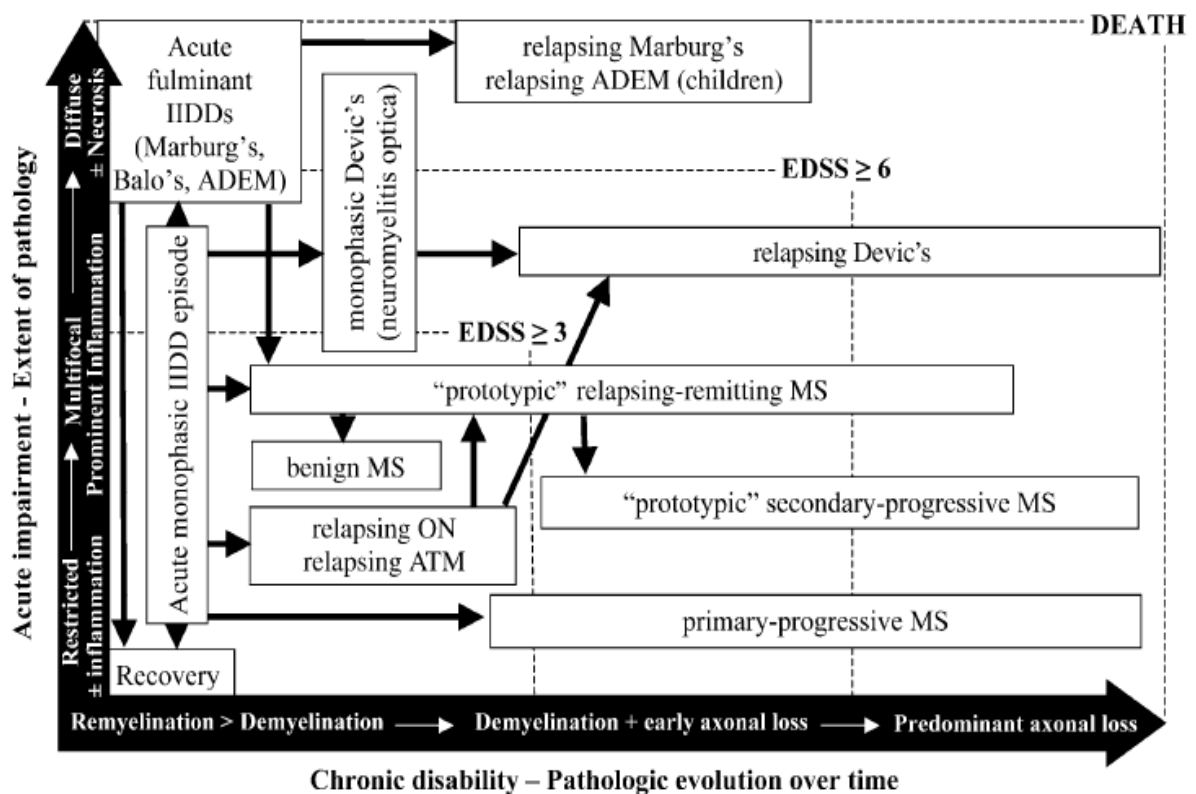 DEATH
Acute
fulminant
IIDDs
(Marburg's,
Balo's, ADEM)
relapsing Marburg's
relapsing ADEM (children)
monophasic Devic's
(neuromyelitis optica)
EDSS ≥ 6
relapsing Devic's
Acute monophasic IIDD episode
EDSS ≥ 3
“prototypic” relapsing-remitting MS
benign MS
“prototypic” secondary-progressive MS
relapsing ON
relapsing ATM
primary-progressive MS
Recovery
Acute impairment - Extent of pathology
Restricted → Multifocal → Diffuse
± inflammation Prominent Inflammation ± Necrosis
Remyelination > Demyelination → Demyelination + early axonal loss → Predominant axonal loss
Chronic disability – Pathologic evolution over time